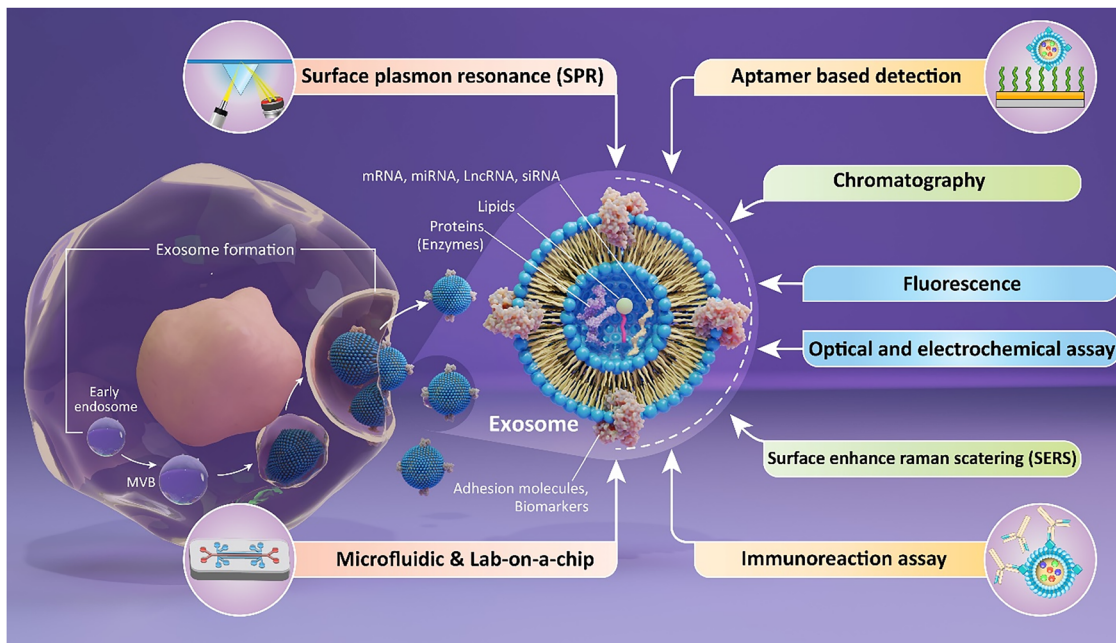 Surface plasmon resonance (SPR)
Aptamer based detection
mRNA, miRNA, LncRNA, siRNA
Lipids
Proteins
(Enzymes)
Chromatography
Exosome formation
Fluorescence
Optical and electrochemical assay
Early
endosome
MVB
Exosome
Surface enhance raman scatering (SERS)
Adhesion molecules,
Biomarkers
Microfluidic & Lab-on-a-chip
Immunoreaction assay